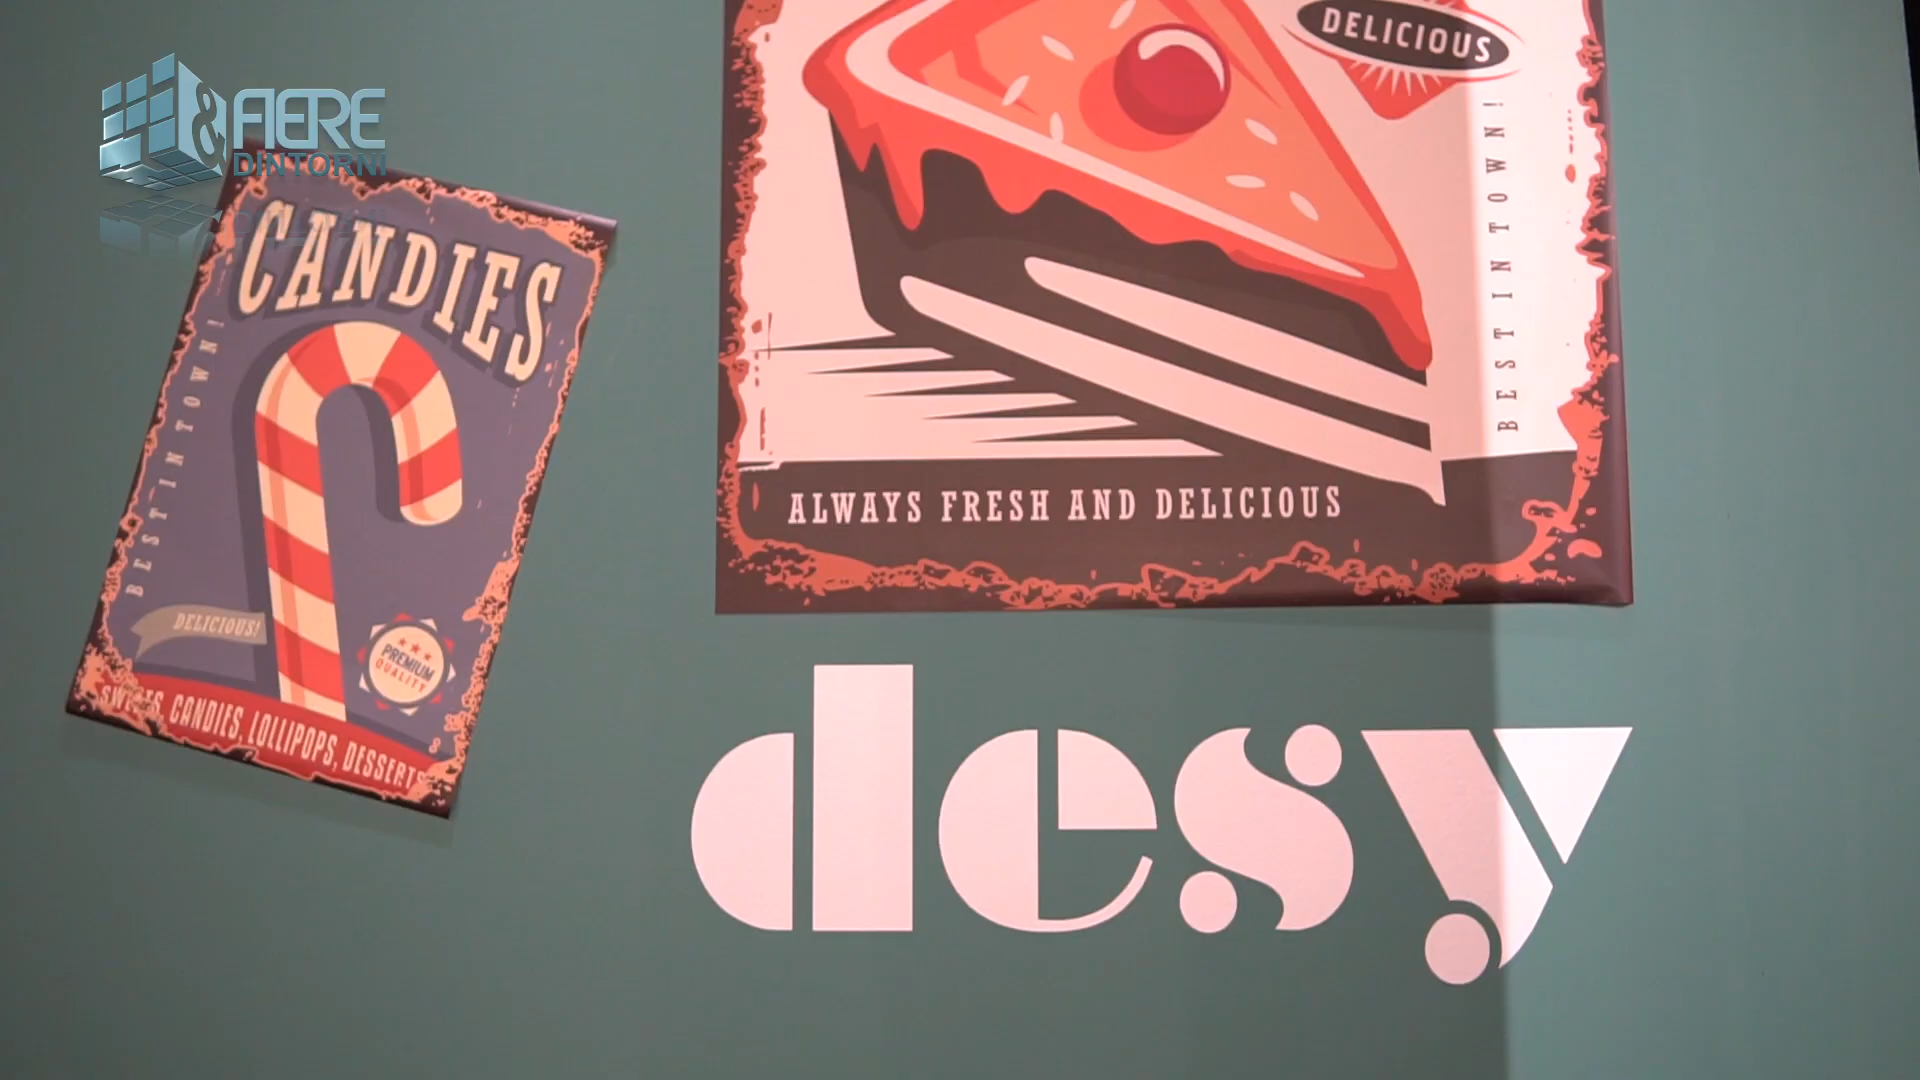 & FIERE
DINTORNI
CANDIES
BEST IN TOWN!
DELICIOUS!
PREMIUM
QUALITY
SWEETS, CANDIES, LOLLIPOPS, DESSERTS
DELICIOUS
BEST IN TOWN!
ALWAYS FRESH AND DELICIOUS
desy